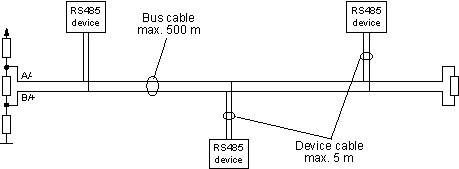 RS485
device
Bus cable
max. 500 m
RS485
device
A/-
B/+
RS485
device
Device cable
max. 5 m